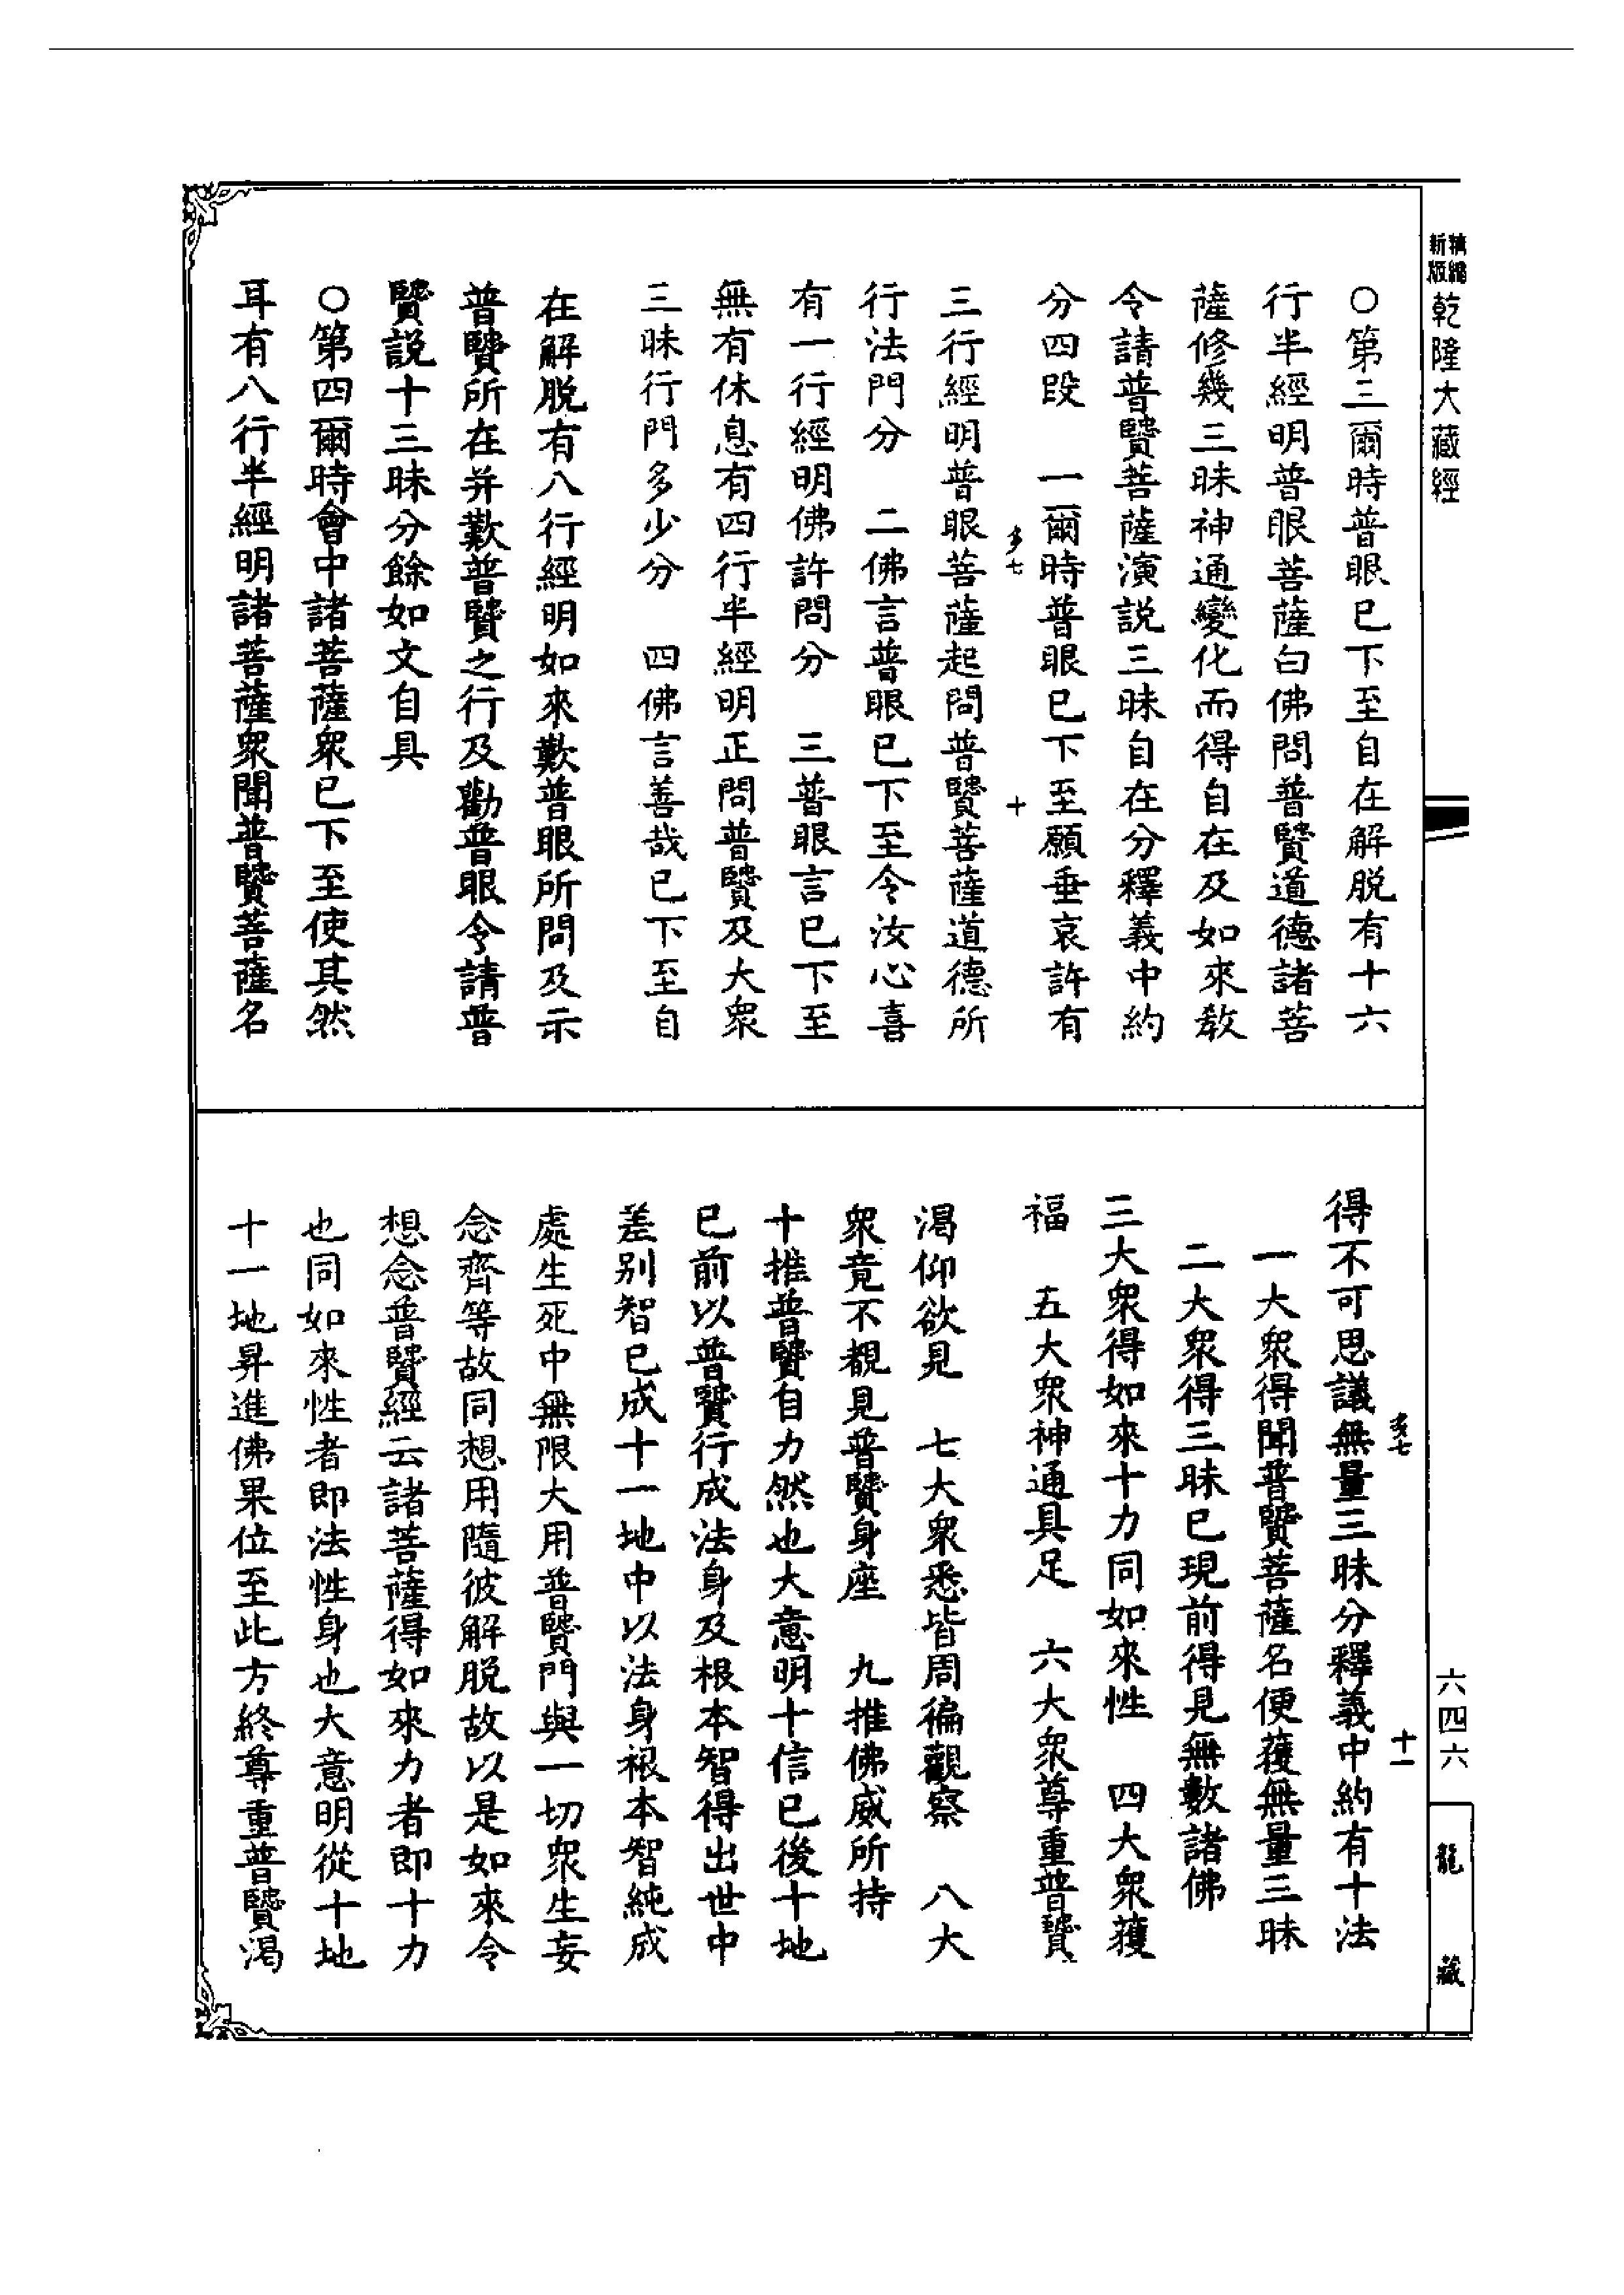 精編
新版
乾隆大藏經
○第三爾時普眼已下至自在解脱有十六
行半經明普眼菩薩白佛問普賢道德諸菩
薩修幾三昧神通變化而得自在及如來教
令請普賢菩薩演説三昧自在分釋義中約
分四段　一爾時普眼已下至願垂哀許有
多七
十
三行經明普眼菩薩起問普賢菩薩道德所
行法門分　二佛言普眼已下至令汝心喜
有一行經明佛許問分　三普眼言已下至
無有休息有四行半經明正問普賢及大衆
三昧行門多少分　四佛言善哉已下至自
在解脱有八行經明如來歎普眼所問及示
普賢所在并歎普賢之行及勸普眼令請普
賢説十三昧分餘如文自具
○第四爾時會中諸菩薩衆已下至使其然
耳有八行半經明諸菩薩衆聞普賢菩薩名
多七
十一
得不可思議無量三昧分釋義中約有十法
一大衆得聞普賢菩薩名便䕶無量三昧
二大衆得三昧已現前得見無數諸佛
三大衆得如來十力同如來性　四大衆獲
福　五大衆神通具足　六大衆尊重普賢
渴仰欲見　七大衆悉皆周徧觀察　八大
衆竟不覩見普賢身座　九推佛威所持
十推普賢自力然也大意明十信已後十地
已前以普賢行成法身及根本智得出世中
差别智已成十一地中以法身根本智純成
處生死中無限大用普賢門與一切衆生妄
念齊等故同想用隨彼解脱故以是如來令
想念普賢經云諸菩薩得如來力者即十力
也同如來性者即法性身也大意明從十地
十一地昇進佛果位至此方終尊重普賢渴
六四六
龍藏